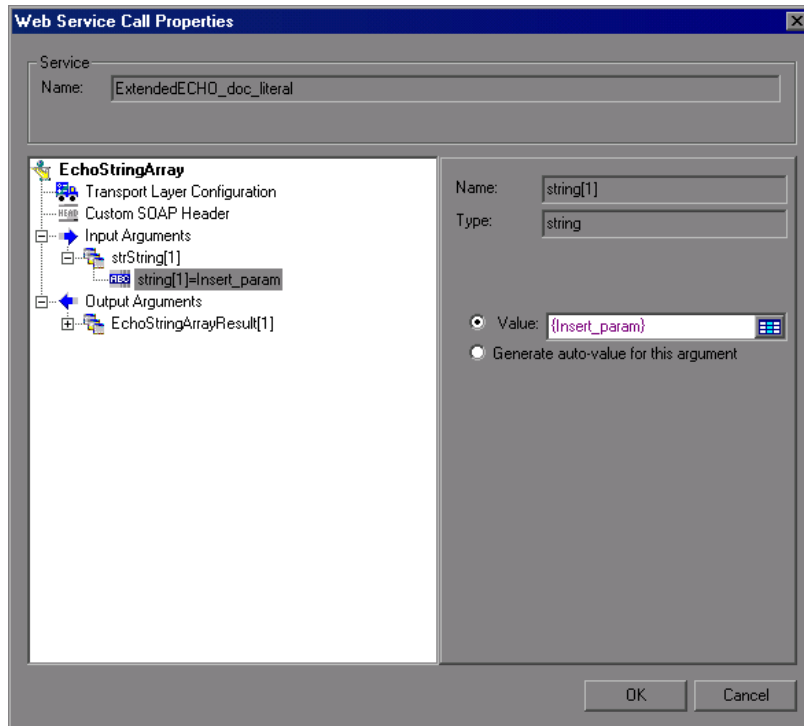 Web Service Call Properties
Service
Name: ExtendedECHO_doc_literal
EchoStringArray
Transport Layer Configuration
HEAD Custom SOAP Header
Input Arguments
strString[1]
ABC string[1]=Insert_param
Output Arguments
EchoStringArrayResult[1]
Name: string[1]
Type: string
Value: {Insert_param}
Generate auto-value for this argument
OK Cancel